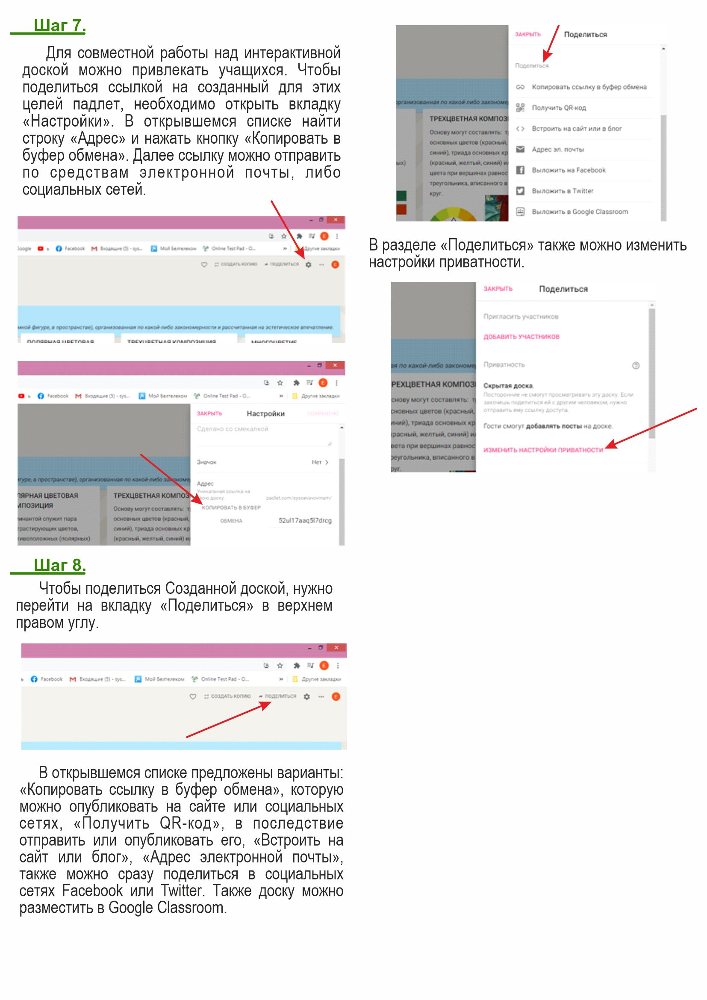 Шаг 7.
Для совместной работы над интерактивной
доской можно привлекать учащихся. Чтобы
поделиться ссылкой на созданный для этих
целей падлет, необходимо открыть вкладку
«Настройки». В открывшемся списке найти
строку «Адрес» и нажать кнопку «Копировать в
буфер обмена». Далее ссылку можно отправить
по средствам электронной почты, либо
социальных сетей.
Google ь Facebook Входящие (5) - sys... Мой Белтелеком Online Test Pad - O... » Другие закладки
СОЗДАТЬ КОПИЮ ПОДЕЛИТЬСЯ ... E
мной фигуре, в пространстве), организованная по какой-либо закономерности и рассчитанная на эстетическое впечатление.
ПОЛЯРНАЯ ЦВЕТОВАЯ ТРЕХЦВЕТНАЯ КОМПОЗИЦИЯ МНОГОЦВЕТИЕ
E
ь Facebook Входящие (5) - sys... Мой Белтелеком Online Test Pad - O... » Другие закладки
ЗАКРЫТЬ Настройки СОХРАНЕНО
Сделано со смекалкой
Значок Нет >
Адрес
Уникальная ссылка на
свою доску. padlet.com/sysoevavovinam/
КОПИРОВАТЬ В БУФЕР
ОБМЕНА 52ul17aaq5l7drcg
игуре, в пространстве), организованная по какой-либо закономе
ЛЯРНАЯ ЦВЕТОВАЯ
МПОЗИЦИЯ
минантой служит пара
трастирующих цветов,
тивоположных (полярных)
ТРЕХЦВЕТНАЯ КОМПОЗ
Основу могут составлять: т
основных цветов (красный,
синий), триада основных кр
(красный, желтый, синий) ил
Шаг 8.
Чтобы поделиться Созданной доской, нужно
перейти на вкладку «Поделиться» в верхнем
правом углу.
E
ь Facebook Входящие (5) - sys... Мой Белтелеком Online Test Pad - O... » Другие закладки
СОЗДАТЬ КОПИЮ ПОДЕЛИТЬСЯ ... E
В открывшемся списке предложены варианты:
«Копировать ссылку в буфер обмена», которую
можно опубликовать на сайте или социальных
сетях, «Получить QR-код», в последствие
отправить или опубликовать его, «Встроить на
сайт или блог», «Адрес электронной почты»,
также можно сразу поделиться в социальных
сетях Facebook или Twitter. Также доску можно
разместить в Google Classroom.
ЗАКРЫТЬ Поделиться
Поделиться
Копировать ссылку в буфер обмена
Получить QR-код
Встроить на сайт или в блог
Адрес эл. почты
Выложить на Facebook
Выложить в Twitter
Выложить в Google Classroom
организованная по какой-либо закономе
ТРЕХЦВЕТНАЯ КОМПОЗ
Основу могут составлять: т
основных цветов (красный,
синий), триада основных кр
(красный, желтый, синий) ил
цвета при вершинах равнос
треугольника, вписанного в
круг.
ых)
В разделе «Поделиться» также можно изменить
настройки приватности.
ЗАКРЫТЬ Поделиться
Пригласить участников
ДОБАВИТЬ УЧАСТНИКОВ
Приватность ?
Скрытая доска.
Посторонние не смогут просматривать эту доску. Если
захочешь поделиться ей с другим человеком, нужно
отправить ему ссылку доступа.
Гости смогут добавлять посты на доске.
ИЗМЕНИТЬ НАСТРОЙКИ ПРИВАТНОСТИ
ая по какой-либо закономе
РЕХЦВЕТНАЯ КОМПОЗ
снову могут составлять: т
сновных цветов (красный,
иний), триада основных кр
красный, желтый, синий) ил
вета при вершинах равнос
реугольника, вписанного в
руг.